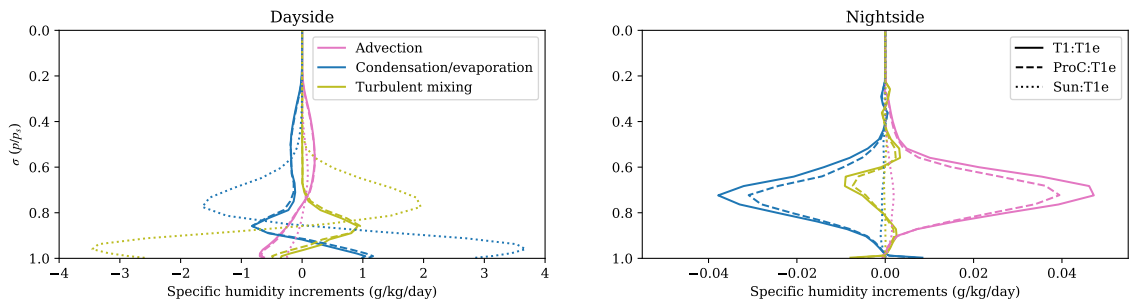 Dayside
0.0
0.2
0.4
0.6
0.8
1.0
σ (p/pₛ)
Advection
Condensation/evaporation
Turbulent mixing
−4 −3 −2 −1 0 1 2 3 4
Specific humidity increments (g/kg/day)
Nightside
0.0
0.2
0.4
0.6
0.8
1.0
T1:T1e
ProC:T1e
Sun:T1e
−0.04 −0.02 0.00 0.02 0.04
Specific humidity increments (g/kg/day)